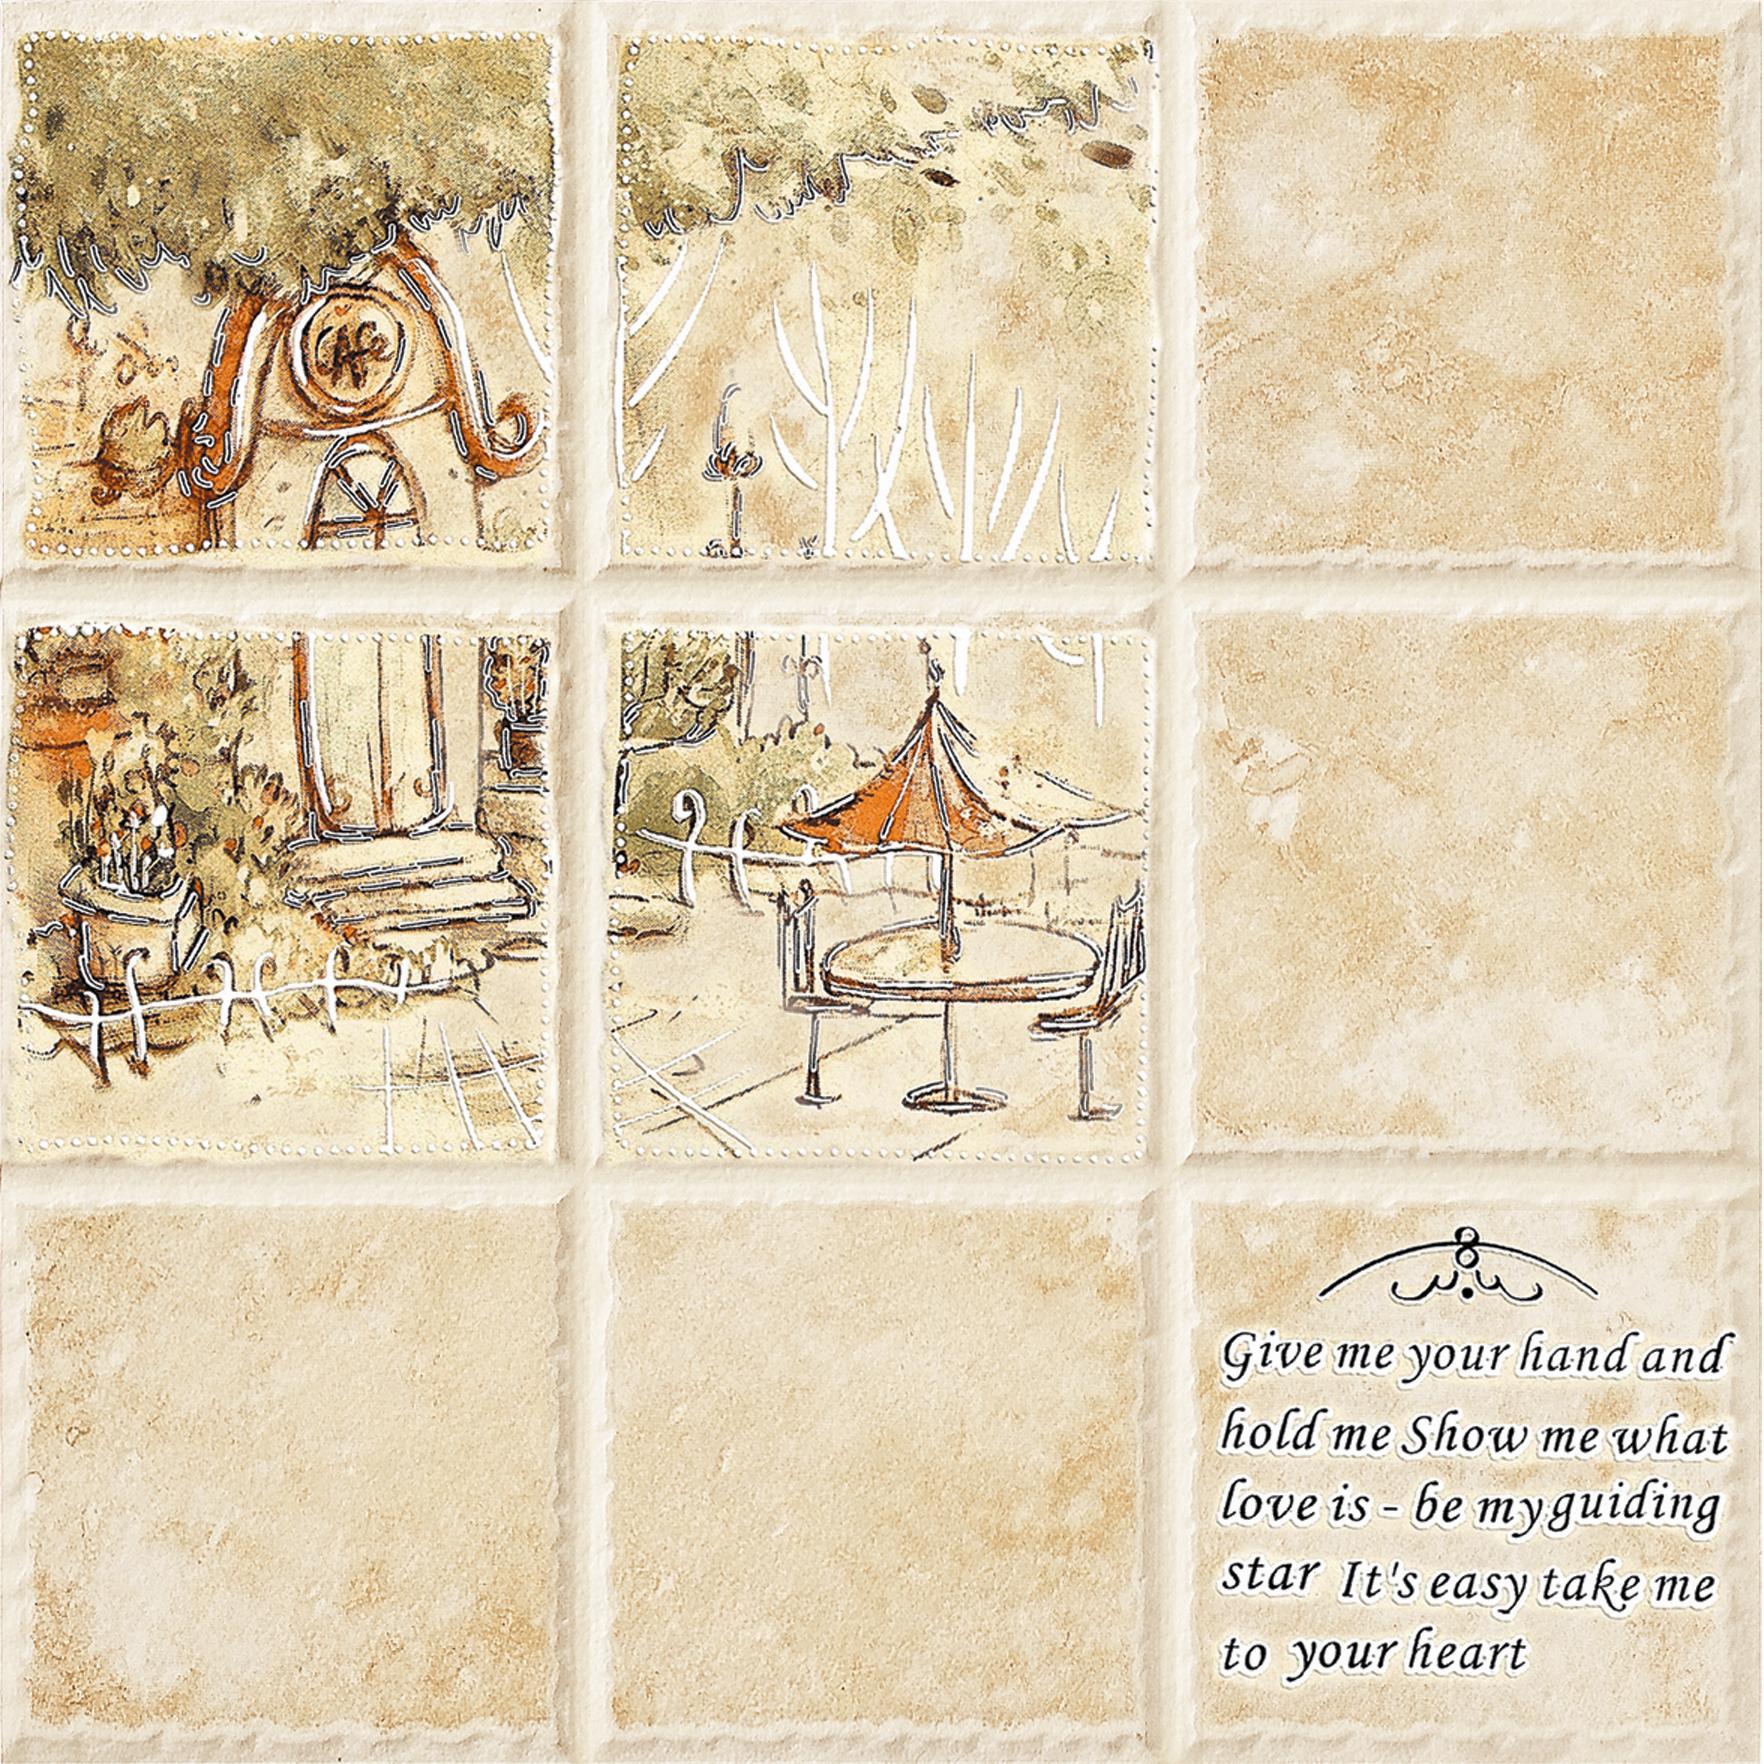 CAFe
Give me your hand and
hold me Show me what
love is - be my guiding
star It's easy take me
to your heart